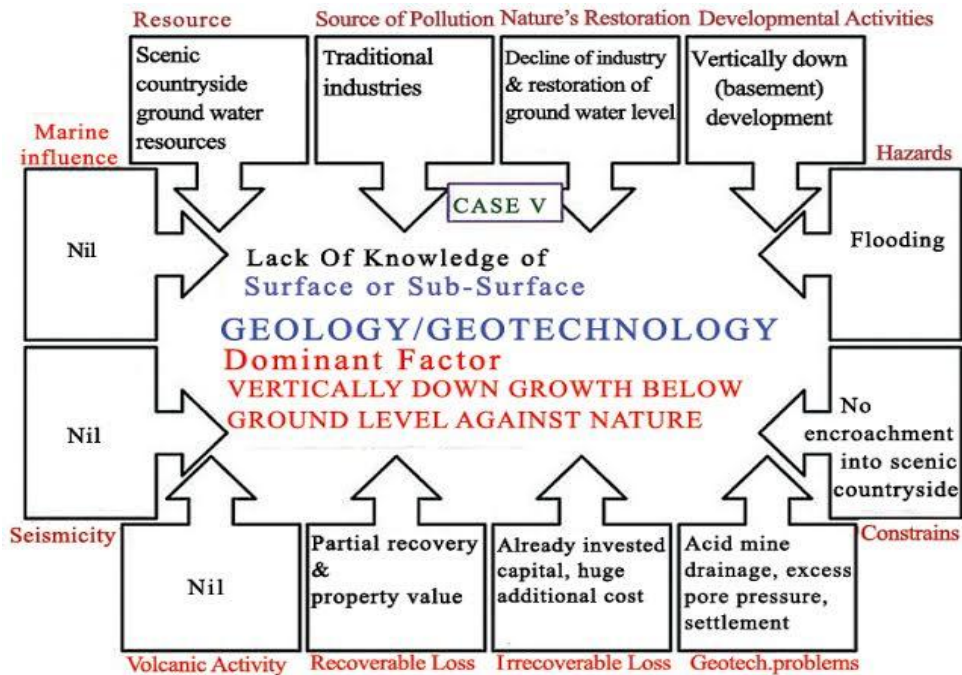 Resource
Source of Pollution
Nature's Restoration
Developmental Activities
Scenic
countryside
ground water
resources
Traditional
industries
Decline of industry
& restoration of
ground water level
Vertically down
(basement)
development
Marine
influence
Hazards
Nil
CASE V
Flooding
Lack Of Knowledge of
Surface or Sub-Surface
GEOLOGY/GEOTECHNOLOGY
Dominant Factor
VERTICALLY DOWN GROWTH BELOW
GROUND LEVEL AGAINST NATURE
Nil
No
encroachment
into scenic
countryside
Seismicity
Constrains
Nil
Partial recovery
&
property value
Already invested
capital, huge
additional cost
Acid mine
drainage, excess
pore pressure,
settlement
Volcanic Activity
Recoverable Loss
Irrecoverable Loss
Geotech.problems